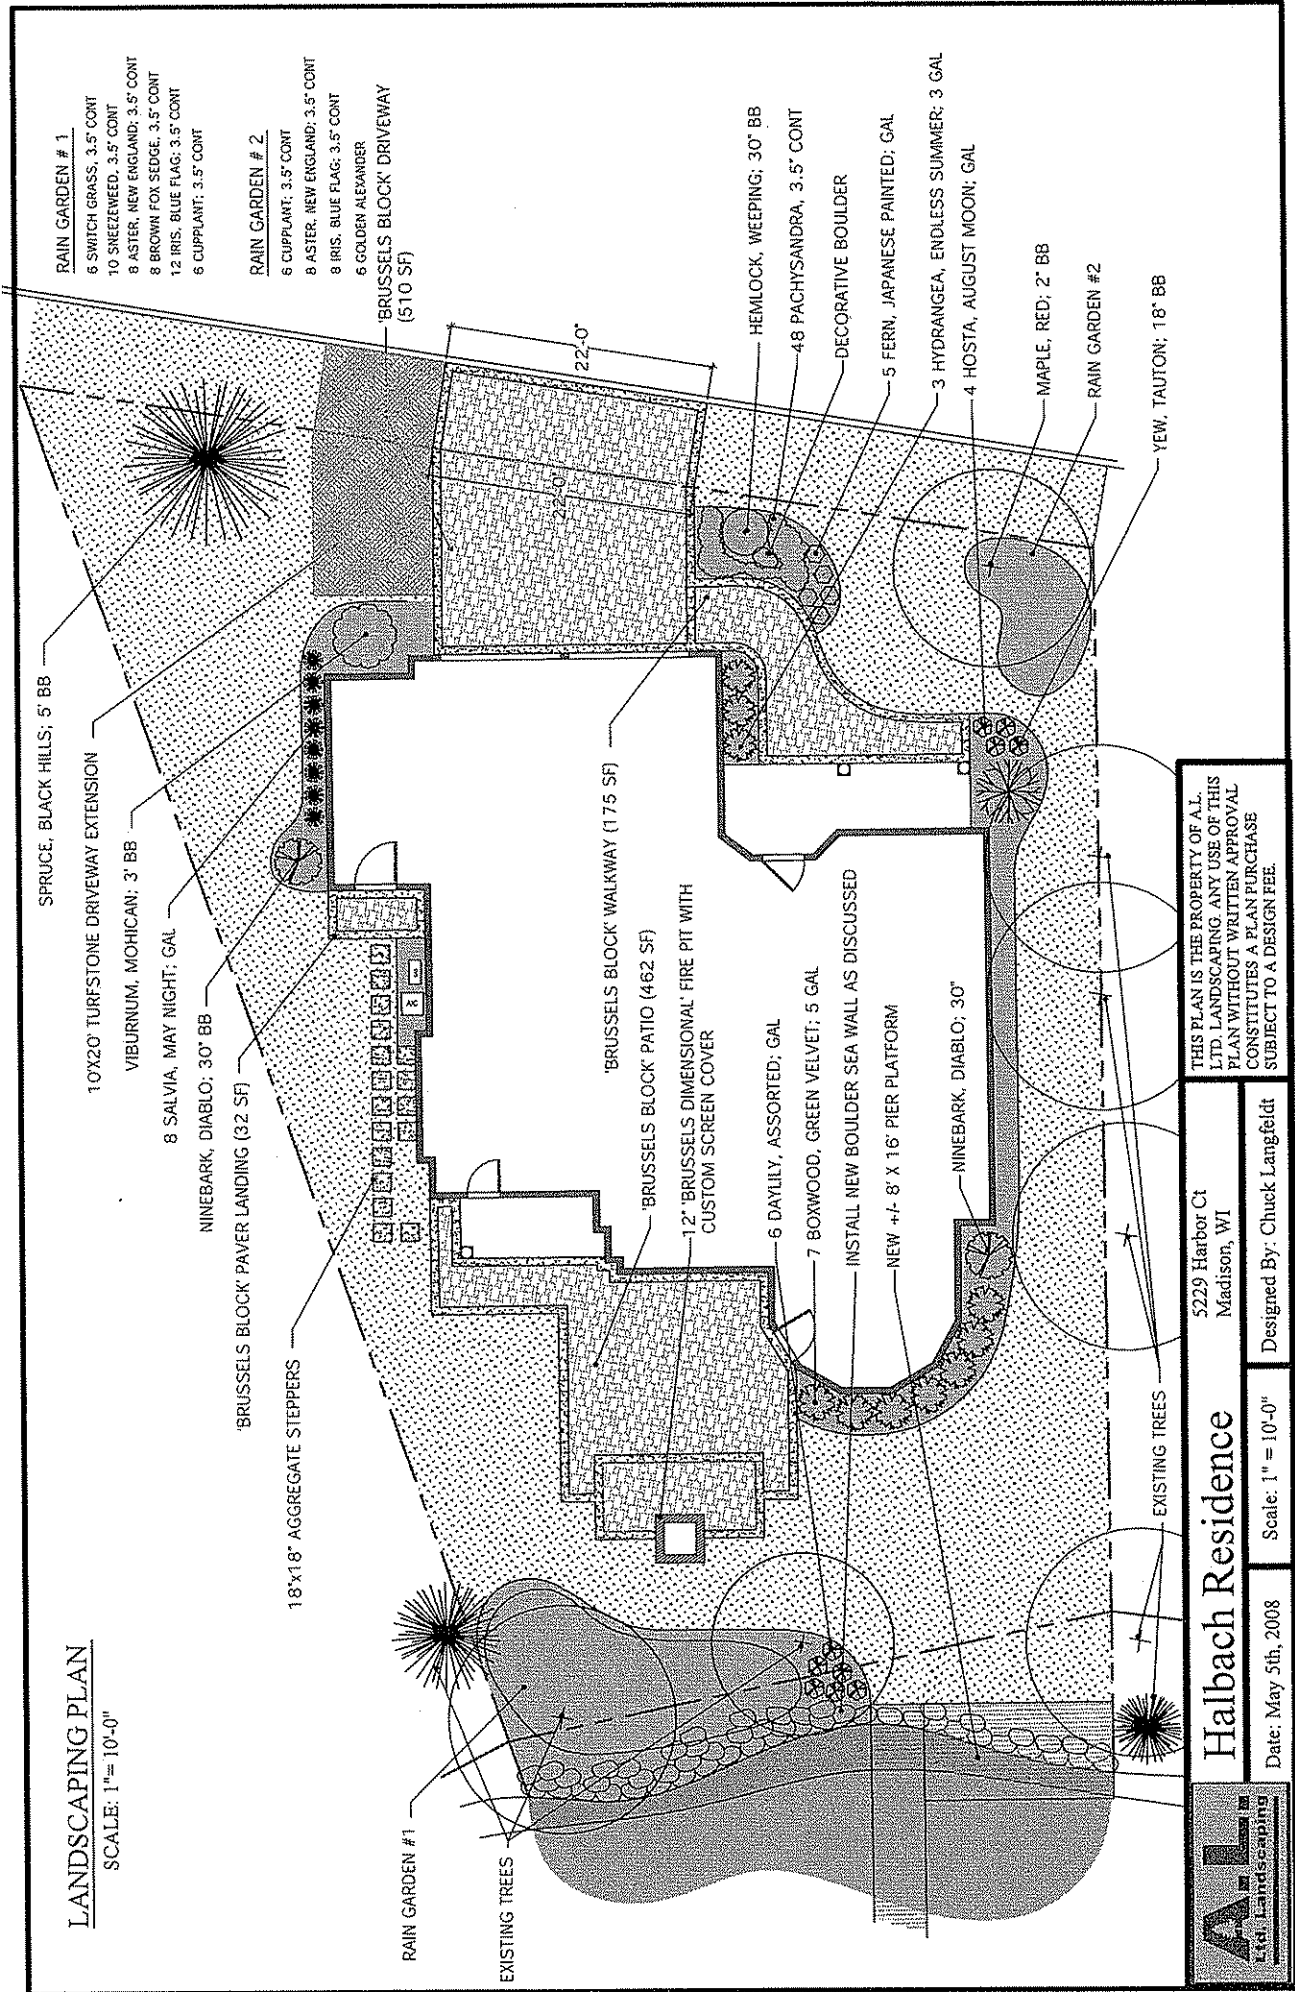 LANDSCAPING PLAN
SCALE: 1"= 10'-0"
RAIN GARDEN #1
EXISTING TREES
18"x18" AGGREGATE STEPPERS
'BRUSSELS BLOCK' PAVER LANDING (32 SF)
NINEBARK, DIABLO; 30" BB
8 SALVIA, MAY NIGHT; GAL
VIBURNUM, MOHICAN; 3' BB
10'X20' TURFSTONE DRIVEWAY EXTENSION
SPRUCE, BLACK HILLS; 5' BB
RAIN GARDEN # 1
6 SWITCH GRASS, 3.5" CONT
10 SNEEZEWEED, 3.5" CONT
8 ASTER, NEW ENGLAND; 3.5" CONT
8 BROWN FOX SEDGE, 3.5" CONT
12 IRIS, BLUE FLAG; 3.5" CONT
6 CUPPLANT; 3.5" CONT
RAIN GARDEN # 2
6 CUPPLANT; 3.5" CONT
8 ASTER, NEW ENGLAND; 3.5" CONT
8 IRIS, BLUE FLAG; 3.5" CONT
6 GOLDEN ALEXANDER
'BRUSSELS BLOCK' DRIVEWAY
(510 SF)
22'-0"
22'-0"
AC
'BRUSSELS BLOCK WALKWAY (175 SF)
'BRUSSELS BLOCK' PATIO (462 SF)
12" 'BRUSSELS DIMENSIONAL' FIRE PIT WITH
CUSTOM SCREEN COVER
6 DAYLILY, ASSORTED; GAL
7 BOXWOOD, GREEN VELVET; 5 GAL
INSTALL NEW BOULDER SEA WALL AS DISCUSSED
NEW +/- 8' X 16' PIER PLATFORM
NINEBARK, DIABLO; 30"
HEMLOCK, WEEPING; 30" BB
48 PACHYSANDRA, 3.5" CONT
DECORATIVE BOULDER
5 FERN, JAPANESE PAINTED; GAL
3 HYDRANGEA, ENDLESS SUMMER; 3 GAL
4 HOSTA, AUGUST MOON; GAL
MAPLE, RED; 2" BB
RAIN GARDEN #2
YEW, TAUTON; 18" BB
EXISTING TREES
A.L.
Ltd. Landscaping
Halbach Residence
5229 Harbor Ct
Madison, WI
Date: May 5th, 2008
Scale: 1" = 10'-0"
Designed By: Chuck Langfeldt
THIS PLAN IS THE PROPERTY OF A.L.
LTD. LANDSCAPING. ANY USE OF THIS
PLAN WITHOUT WRITTEN APPROVAL
CONSTITUTES A PLAN PURCHASE
SUBJECT TO A DESIGN FEE.